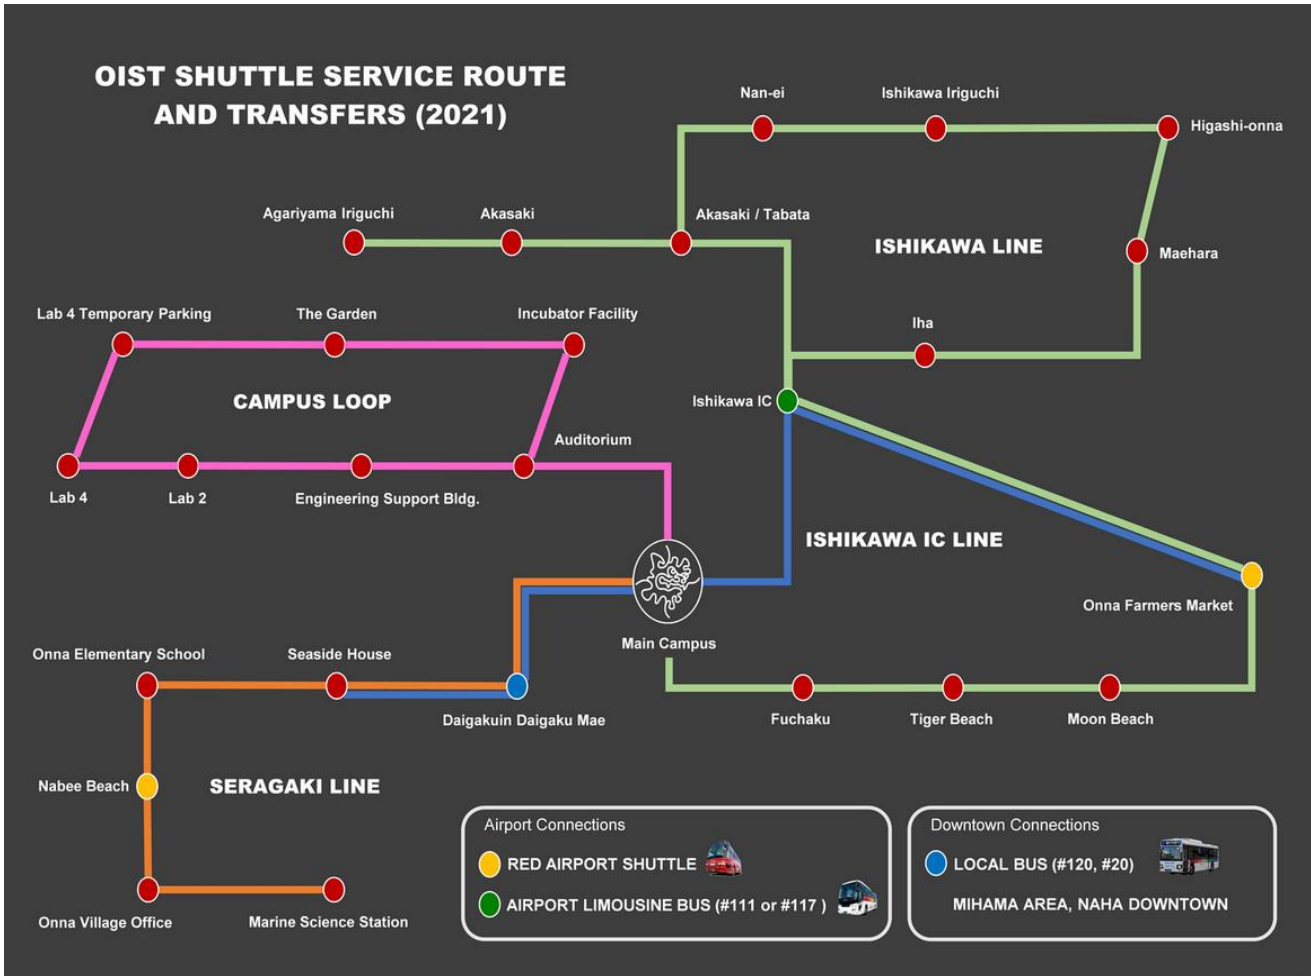 OIST SHUTTLE SERVICE ROUTE
AND TRANSFERS (2021)
Nan-ei
Ishikawa Iriguchi
Higashi-onna
Agariyama Iriguchi
Akasaki
Akasaki / Tabata
ISHIKAWA LINE
Maehara
Lab 4 Temporary Parking
The Garden
Incubator Facility
Iha
CAMPUS LOOP
Ishikawa IC
Auditorium
Lab 4
Lab 2
Engineering Support Bldg.
ISHIKAWA IC LINE
Onna Farmers Market
Main Campus
Onna Elementary School
Seaside House
Daigakuin Daigaku Mae
Fuchaku
Tiger Beach
Moon Beach
Nabee Beach
SERAGAKI LINE
Onna Village Office
Marine Science Station
Airport Connections
RED AIRPORT SHUTTLE
AIRPORT LIMOUSINE BUS (#111 or #117 )
Downtown Connections
LOCAL BUS (#120, #20)
MIHAMA AREA, NAHA DOWNTOWN